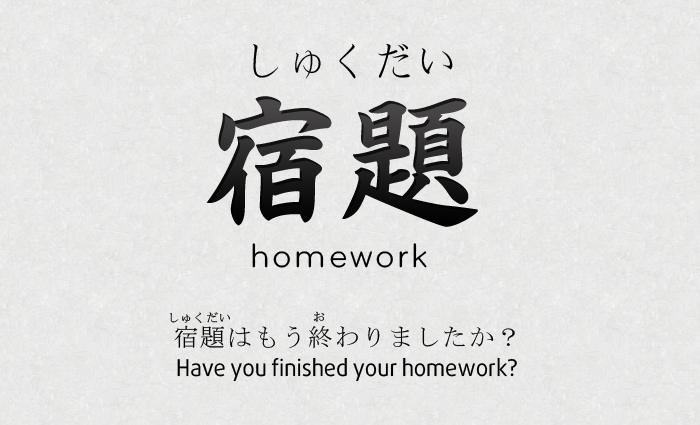 しゅくだい
宿題
homework
しゅくだい お
宿題はもう終わりましたか？
Have you finished your homework?